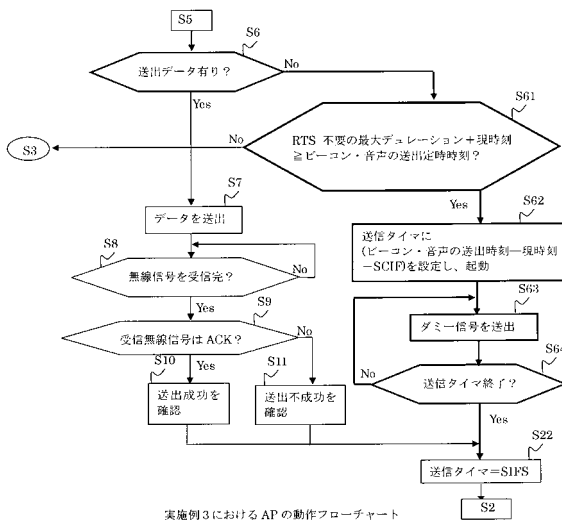 S5
S6
送出データ有り？
No
Yes
S61
RTS 不要の最大デュレーション＋現時刻
≧ビーコン・音声の送出定時時刻？
No
S3
Yes
S7
データを送出
S62
送信タイマに
(ビーコン・音声の送出時刻―現時刻
－SCIF)を設定し、起動
S8
無線信号を受信完？
No
Yes
S63
ダミー信号を送出
S9
受信無線信号は ACK？
No
Yes
S64
送信タイマ終了？
No
Yes
S10
送出成功を
確認
S11
送出不成功を
確認
S22
送信タイマ＝SIFS
S2
実施例３における AP の動作フローチャート